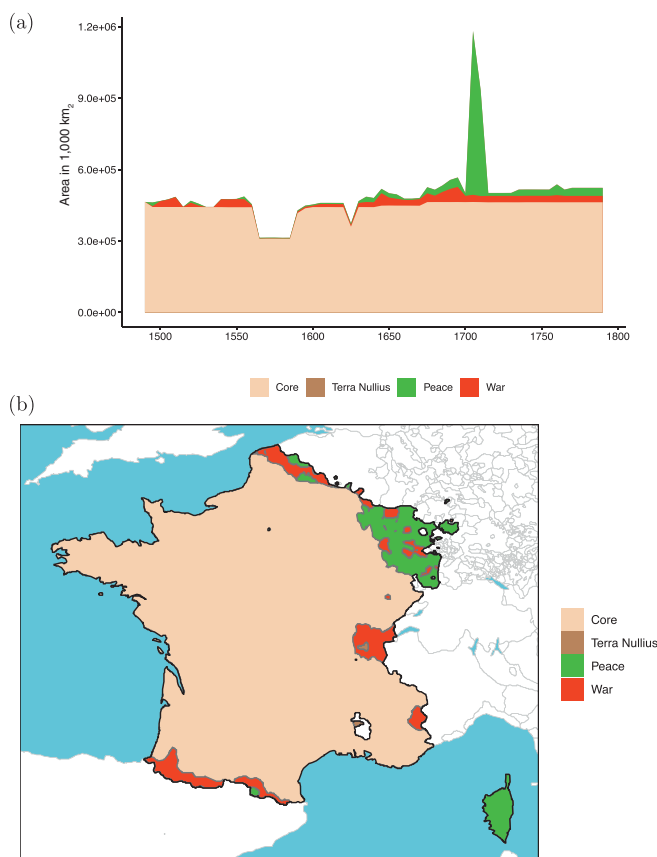 (a)
Area in 1,000 km2
1.2e+06
9.0e+05
6.0e+05
3.0e+05
0.0e+00
1500 1550 1600 1650 1700 1750 1800
Core Terra Nullius Peace War
(b)
Core
Terra Nullius
Peace
War